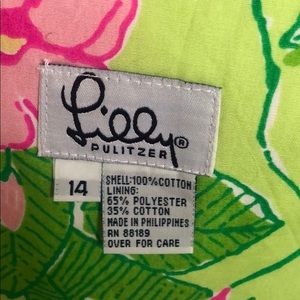 Lilly®
PULITZER
14
SHELL:100%COTTON
LINING:
65% POLYESTER
35% COTTON
MADE IN PHILIPPINES
RN 88189
OVER FOR CARE